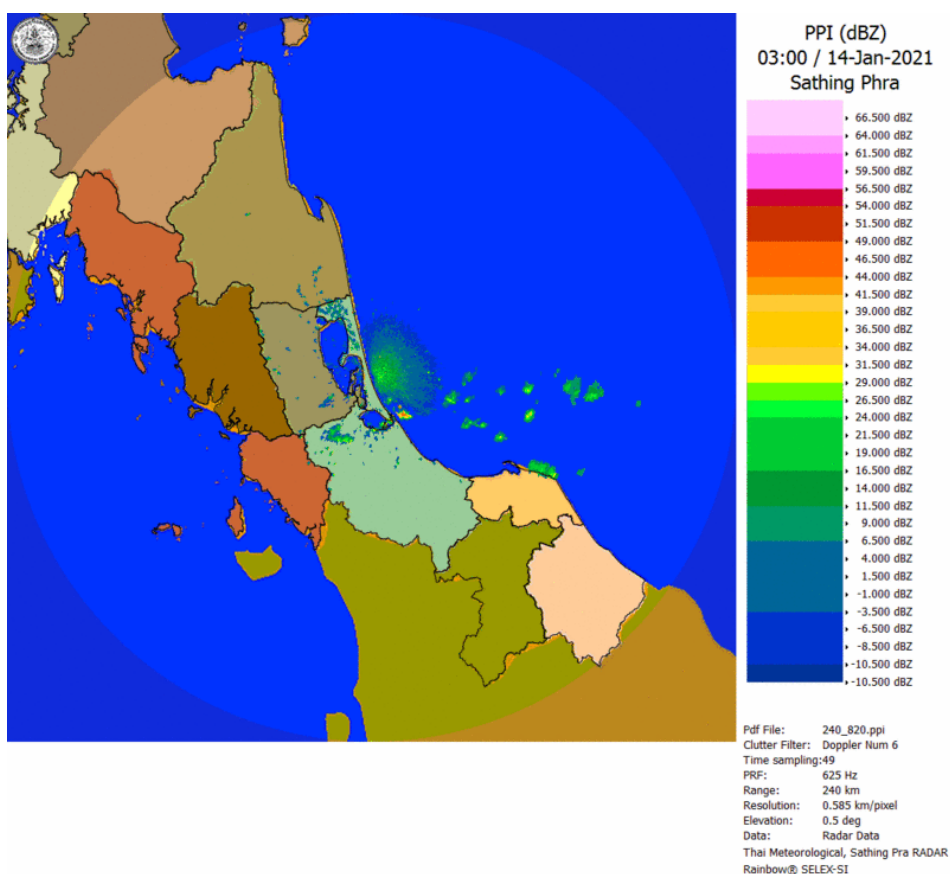 PPI (dBZ)
03:00 / 14-Jan-2021
Sathing Phra
66.500 dBZ
64.000 dBZ
61.500 dBZ
59.500 dBZ
56.500 dBZ
54.000 dBZ
51.500 dBZ
49.000 dBZ
46.500 dBZ
44.000 dBZ
41.500 dBZ
39.000 dBZ
36.500 dBZ
34.000 dBZ
31.500 dBZ
29.000 dBZ
26.500 dBZ
24.000 dBZ
21.500 dBZ
19.000 dBZ
16.500 dBZ
14.000 dBZ
11.500 dBZ
9.000 dBZ
6.500 dBZ
4.000 dBZ
1.500 dBZ
-1.000 dBZ
-3.500 dBZ
-6.500 dBZ
-8.500 dBZ
-10.500 dBZ
-10.500 dBZ
Pdf File: 240_820.ppi
Clutter Filter: Doppler Num 6
Time sampling:49
PRF: 625 Hz
Range: 240 km
Resolution: 0.585 km/pixel
Elevation: 0.5 deg
Data: Radar Data
Thai Meteorological, Sathing Pra RADAR
Rainbow® SELEX-SI